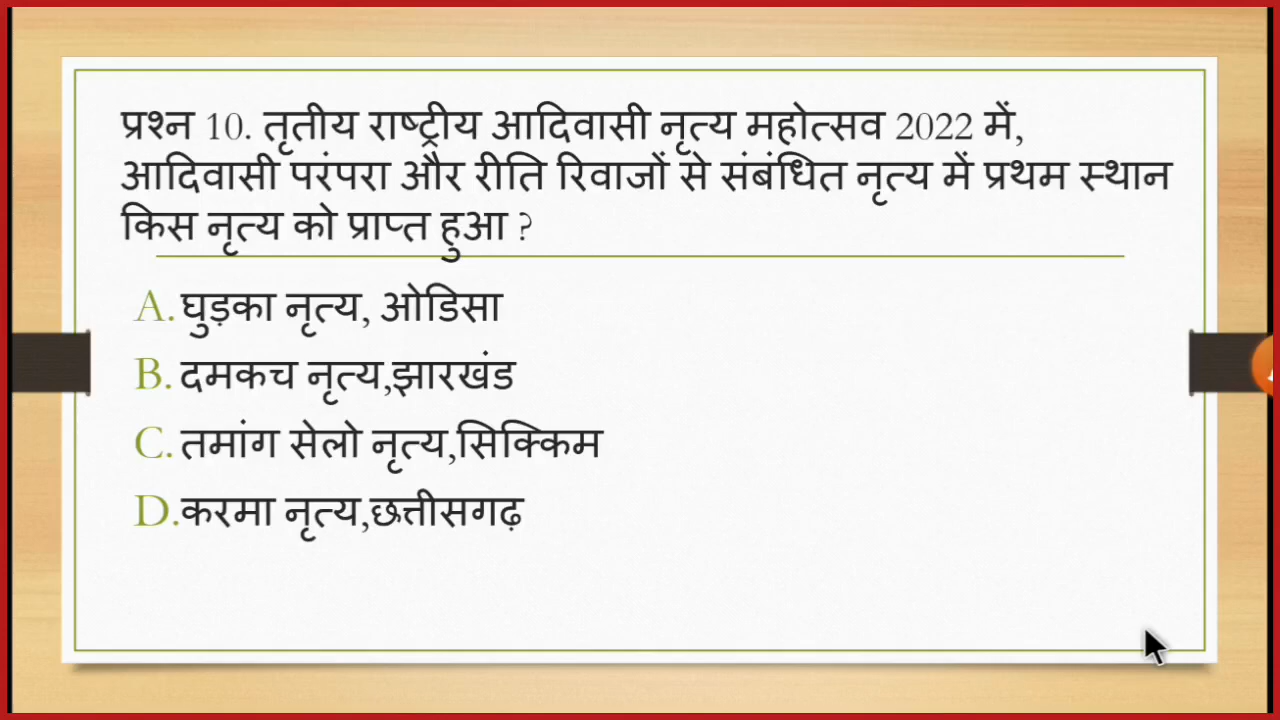 प्रश्न 10. तृतीय राष्ट्रीय आदिवासी नृत्य महोत्सव 2022 में,
आदिवासी परंपरा और रीति रिवाजों से संबंधित नृत्य में प्रथम स्थान
किस नृत्य को प्राप्त हुआ ?
A. घुड़का नृत्य, ओडिसा
B. दमकच नृत्य,झारखंड
C. तमांग सेलो नृत्य,सिक्किम
D.करमा नृत्य,छत्तीसगढ़